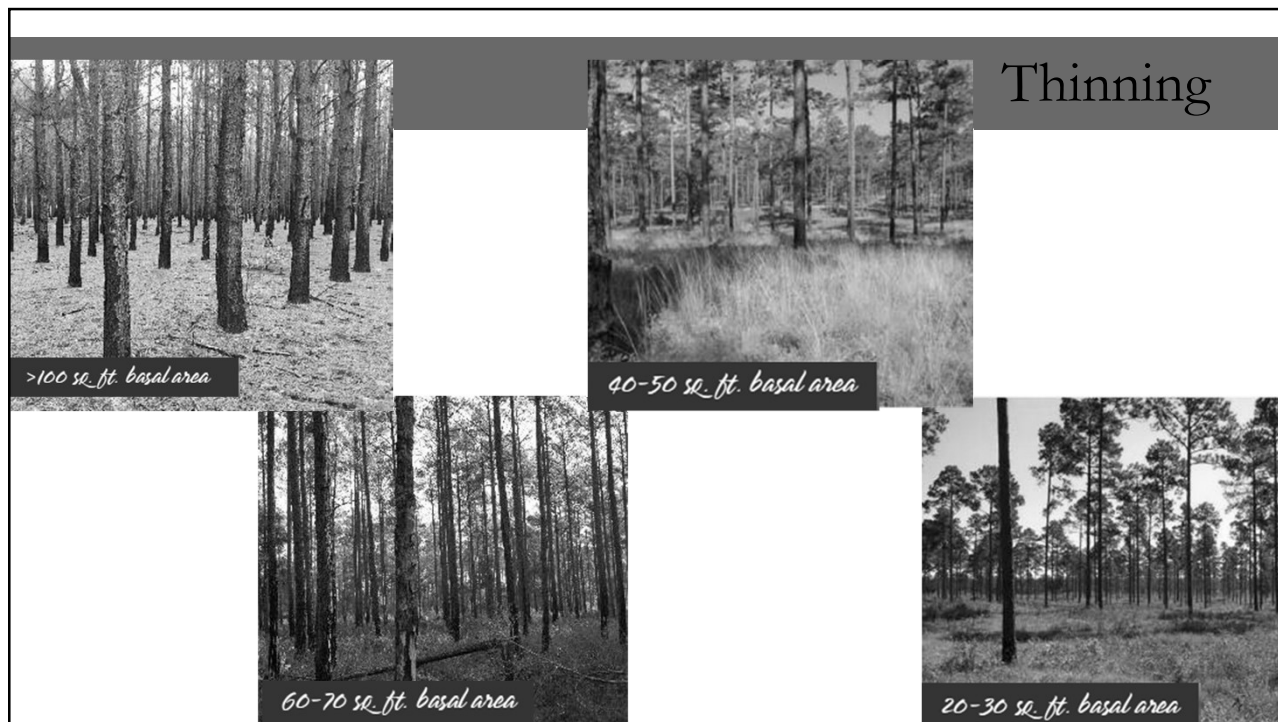 Thinning
>100 sq. ft. basal area
40-50 sq. ft. basal area
60-70 sq. ft. basal area
20-30 sq. ft. basal area